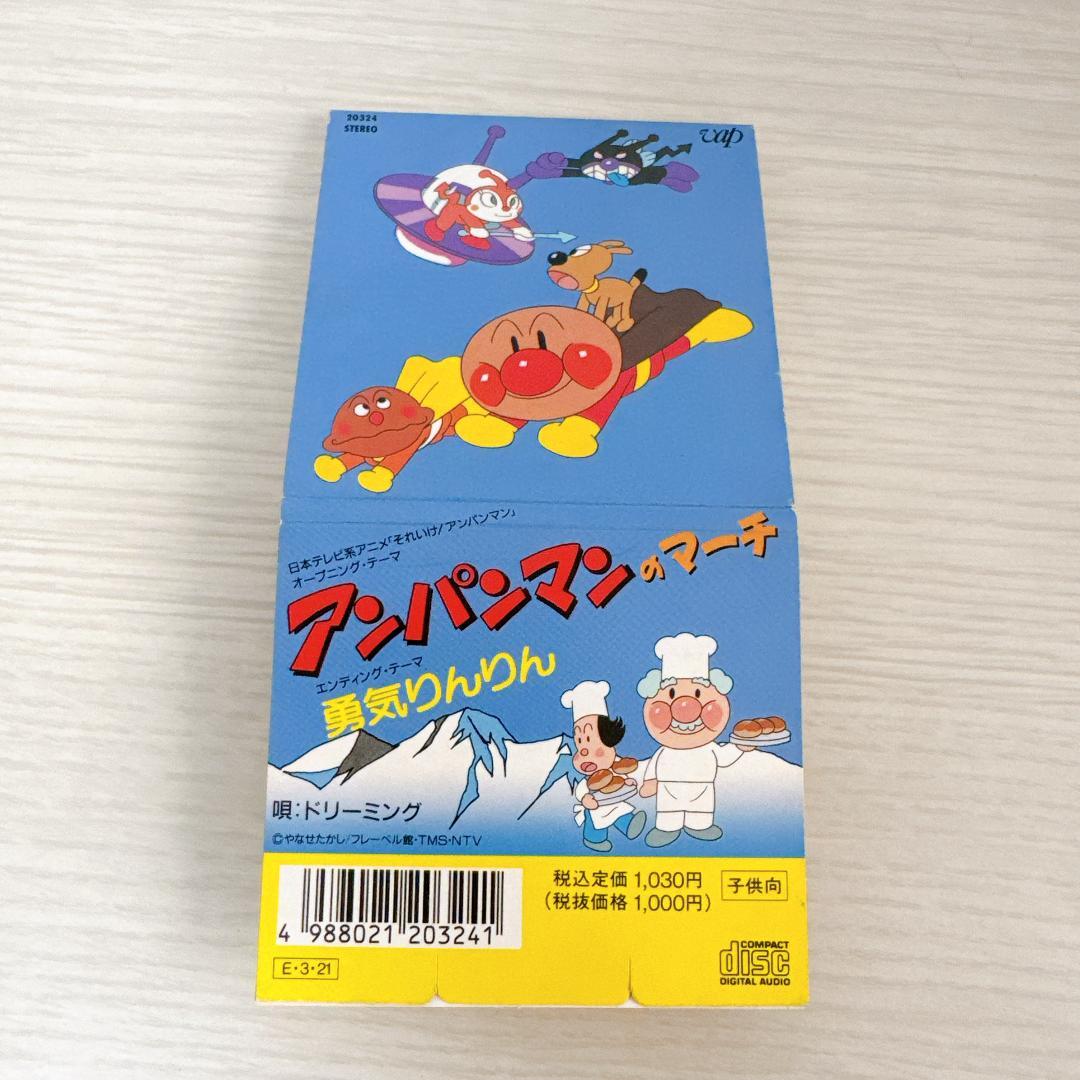 20324
STEREO
vap
日本テレビ系アニメ「それいけ!アンパンマン」
オープニング・テーマ
アンパンマンのマーチ
エンディング・テーマ
勇気りんりん
唄:ドリーミング
©やなせたかし/フレーベル館・TMS・NTV
税込定価 1,030円
(税抜価格 1,000円)
子供向
4 988021 203241
E・3・21
COMPACT
disc
DIGITAL AUDIO